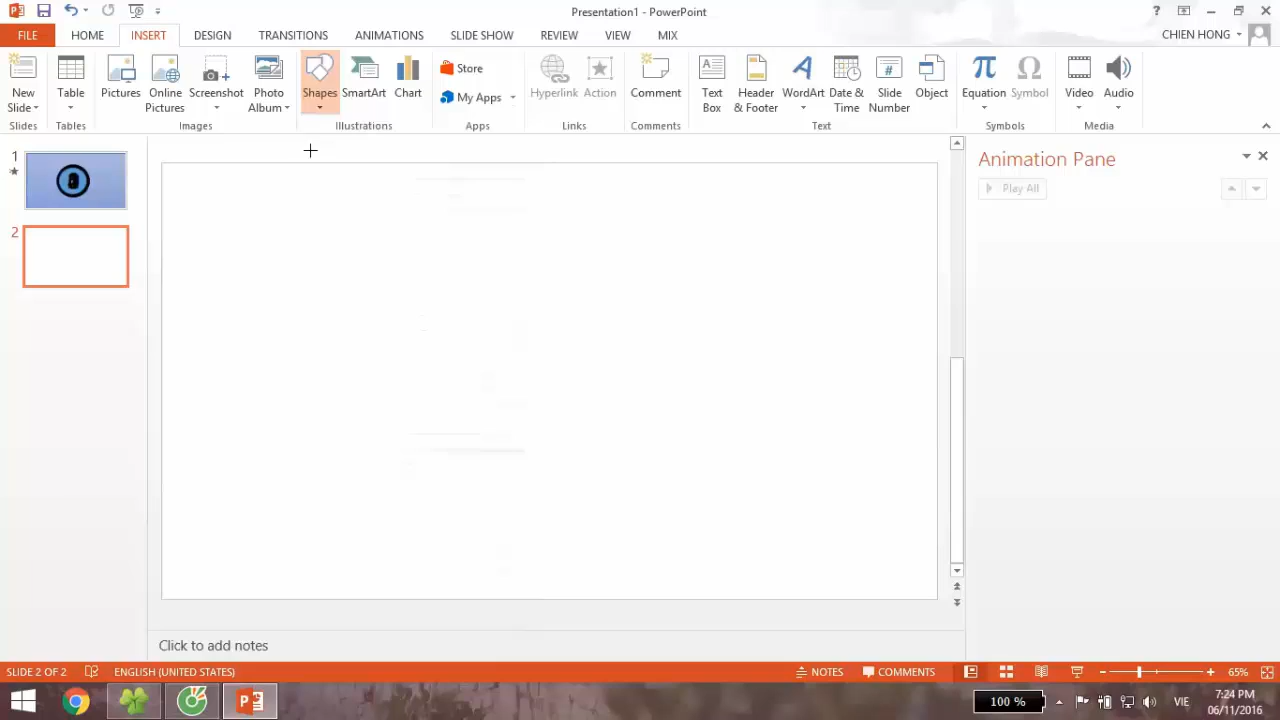 Presentation1 - PowerPoint
FILE HOME INSERT DESIGN TRANSITIONS ANIMATIONS SLIDE SHOW REVIEW VIEW MIX CHIEN HONG
New Slide Table Pictures Online Pictures Screenshot Photo Album Shapes SmartArt Chart Store My Apps Hyperlink Action Comment Text Box Header & Footer WordArt Date & Time Slide Number Object Equation Symbol Video Audio
Slides Tables Images Illustrations Apps Links Comments Text Symbols Media
1
2
Animation Pane
Play All
Click to add notes
SLIDE 2 OF 2 ENGLISH (UNITED STATES) NOTES COMMENTS 65%
100 % VIE 7:24 PM
06/11/2016